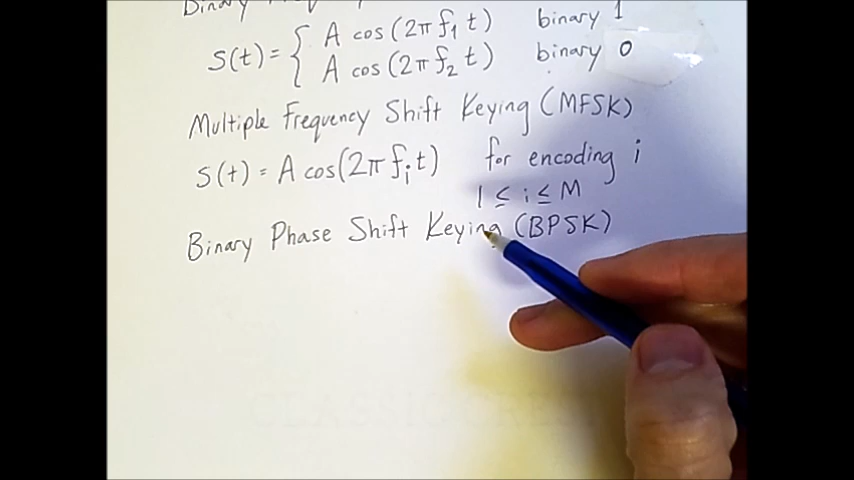 Binary
S(t) = { A cos(2π f₁ t) binary 1
A cos(2π f₂ t) binary 0
Multiple Frequency Shift Keying (MFSK)
S(t) = A cos(2π fᵢ t) for encoding i
1 ≤ i ≤ M
Binary Phase Shift Keying (BPSK)